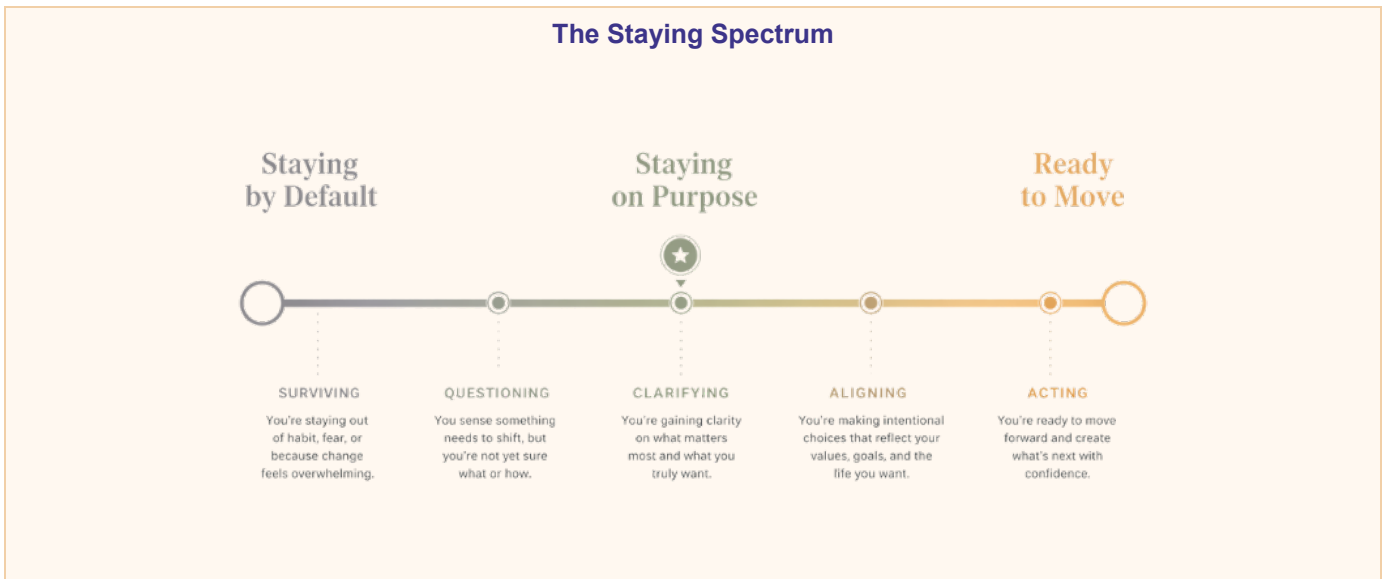 The Staying Spectrum
Staying
by Default
Staying
on Purpose
Ready
to Move
SURVIVING
You're staying out
of habit, fear, or
because change
feels overwhelming.
QUESTIONING
You sense something
needs to shift, but
you're not yet sure
what or how.
CLARIFYING
You're gaining clarity
on what matters
most and what you
truly want.
ALIGNING
You're making intentional
choices that reflect your
values, goals, and the
life you want.
ACTING
You're ready to move
forward and create
what's next with
confidence.